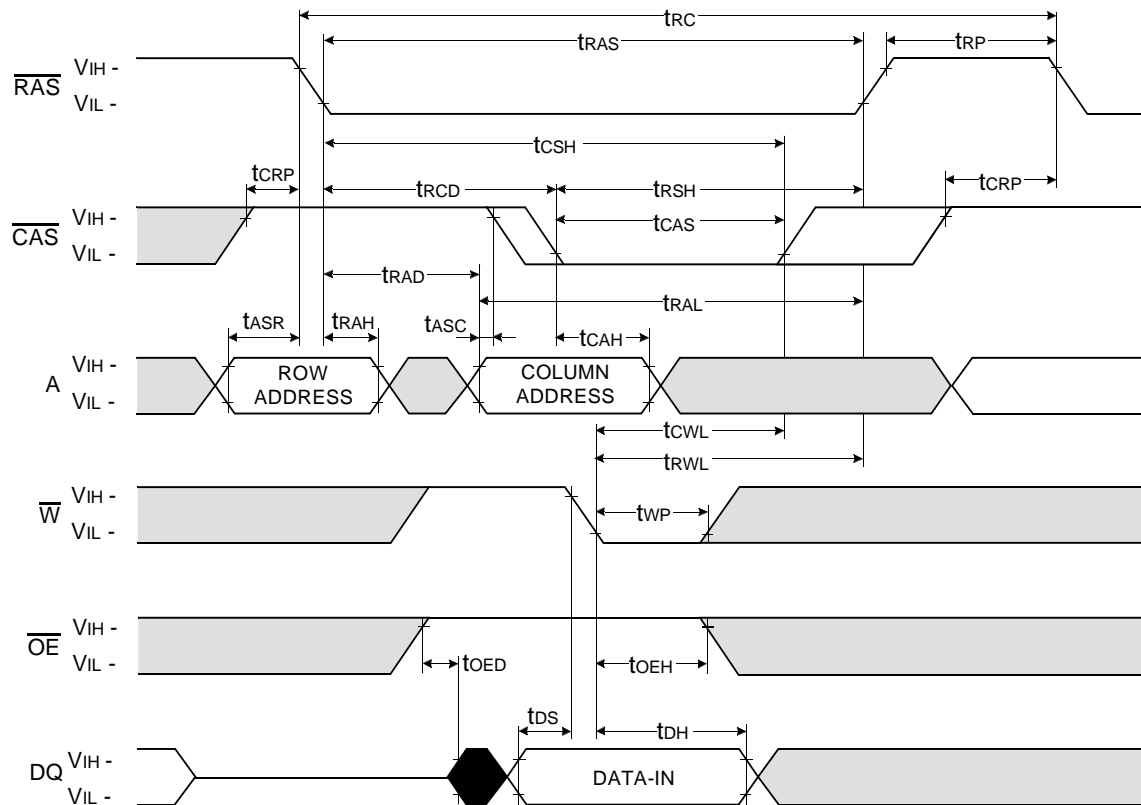 tRC
tRAS
tRP
RAS
VIH -
VIL -
tCSH
tCRP
tRCD
tRSH
tCRP
CAS
VIH -
VIL -
tCAS
tRAD
tRAL
tASR
tRAH
tASC
tCAH
A
VIH -
VIL -
ROW
ADDRESS
COLUMN
ADDRESS
tCWL
tRWL
W
VIH -
VIL -
tWP
OE
VIH -
VIL -
tOED
tOEH
tDS
tDH
DQ
VIH -
VIL -
DATA-IN